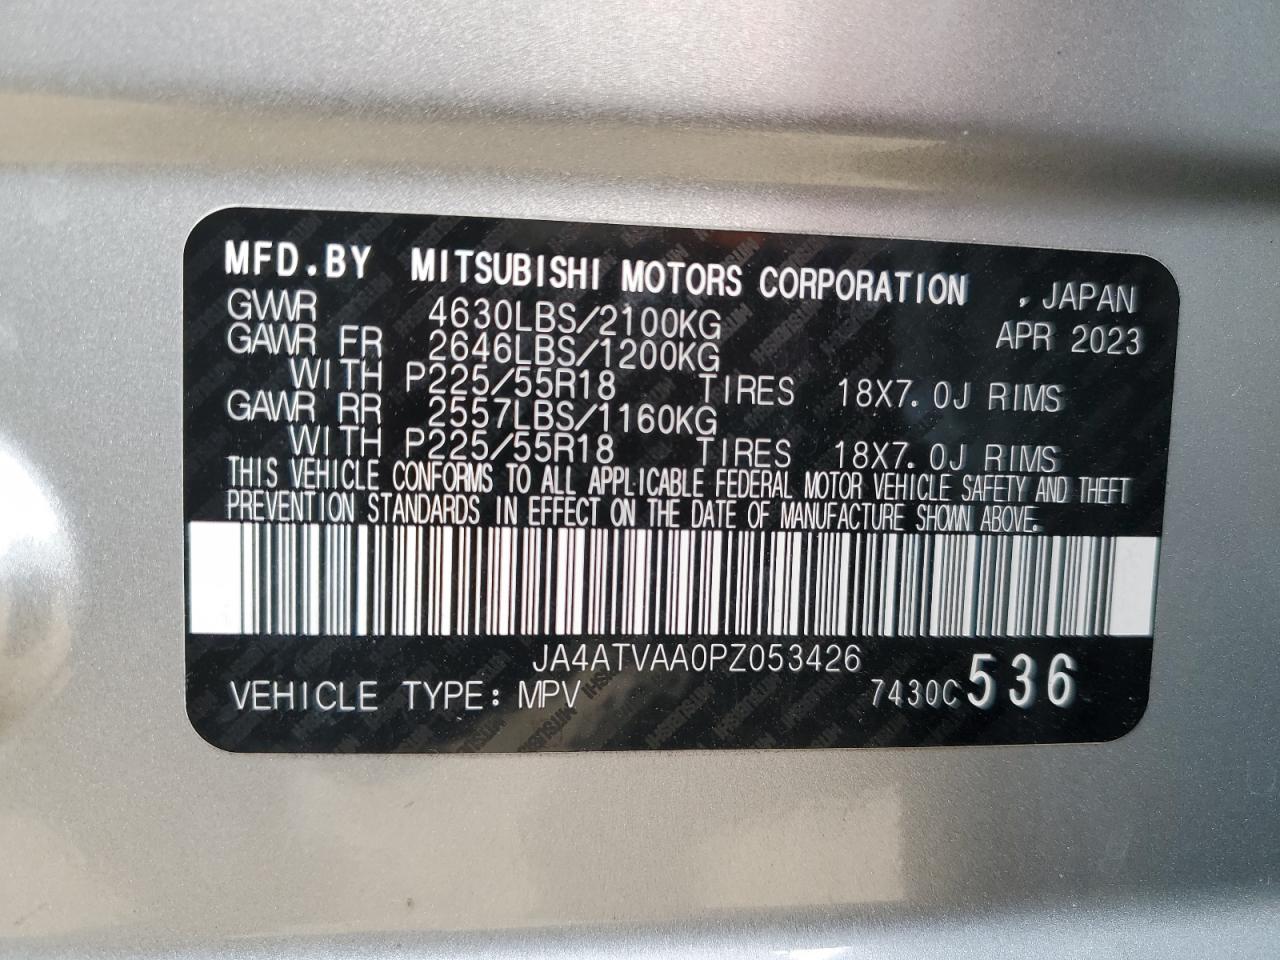 MFD.BY MITSUBISHI MOTORS CORPORATION , JAPAN
GVWR 4630LBS/2100KG APR 2023
GAWR FR 2646LBS/1200KG
WITH P225/55R18 TIRES 18X7.0J RIMS
GAWR RR 2557LBS/1160KG
WITH P225/55R18 TIRES 18X7.0J RIMS
THIS VEHICLE CONFORMS TO ALL APPLICABLE FEDERAL MOTOR VEHICLE SAFETY AND THEFT
PREVENTION STANDARDS IN EFFECT ON THE DATE OF MANUFACTURE SHOWN ABOVE.
JA4ATVAA0PZ053426
VEHICLE TYPE: MPV 7430C 536